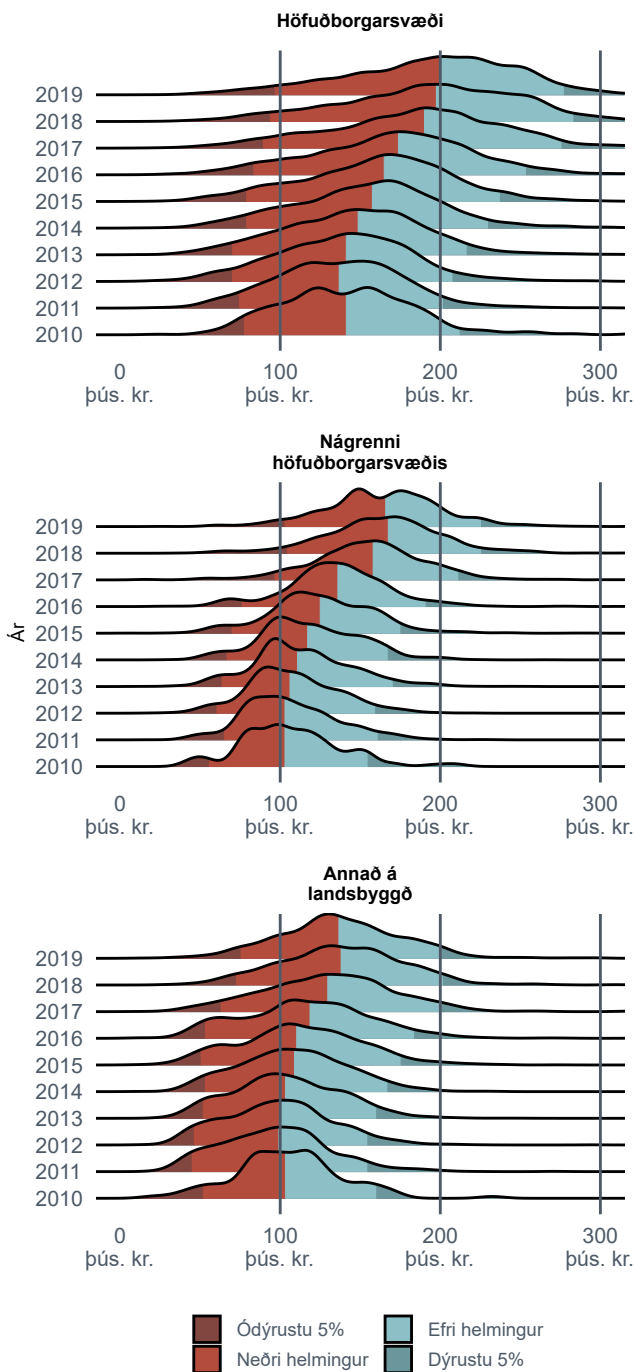 Höfuðborgarsvæði
2019
2018
2017
2016
2015
2014
2013
2012
2011
2010
0 100 200 300
þús. kr. þús. kr. þús. kr. þús. kr.
Nágrenni
höfuðborgarsvæðis
2019
2018
2017
2016
2015
2014
2013
2012
2011
2010
Ár
0 100 200 300
þús. kr. þús. kr. þús. kr. þús. kr.
Annað á
landsbyggð
2019
2018
2017
2016
2015
2014
2013
2012
2011
2010
0 100 200 300
þús. kr. þús. kr. þús. kr. þús. kr.
Ódýrustu 5% Efri helmingur
Neðri helmingur Dýrustu 5%